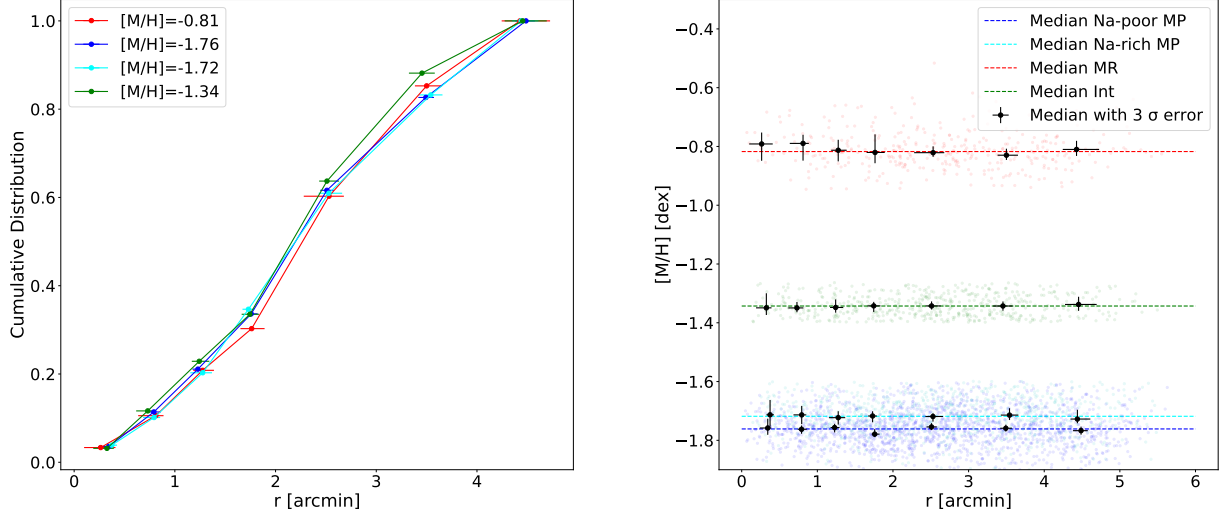 1.0
0.8
0.6
0.4
0.2
0.0
Cumulative Distribution
0
1
2
3
4
r [arcmin]
[M/H]=-0.81
[M/H]=-1.76
[M/H]=-1.72
[M/H]=-1.34
−0.4
−0.6
−0.8
−1.0
−1.2
−1.4
−1.6
−1.8
[M/H] [dex]
0
1
2
3
4
5
6
r [arcmin]
Median Na-poor MP
Median Na-rich MP
Median MR
Median Int
Median with 3 σ error